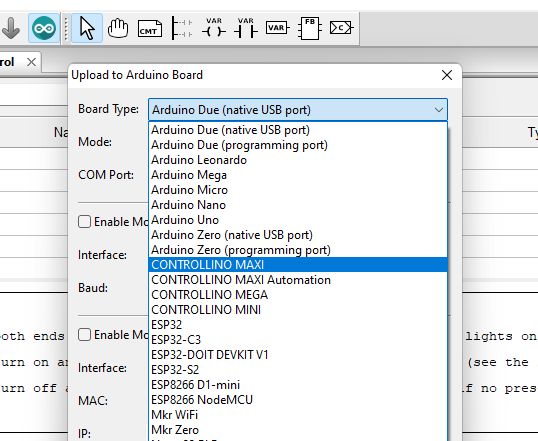 CMT
VAR
VAR
VAR
FB
C
rol
Upload to Arduino Board
Board Type:
Arduino Due (native USB port)
Na
Ty
Mode:
COM Port:
Enable Mo
Interface:
Baud:
Enable Mo
Interface:
MAC:
IP:
Arduino Due (native USB port)
Arduino Due (programming port)
Arduino Leonardo
Arduino Mega
Arduino Micro
Arduino Nano
Arduino Uno
Arduino Zero (native USB port)
Arduino Zero (programming port)
CONTROLLINO MAXI
CONTROLLINO MAXI Automation
CONTROLLINO MEGA
CONTROLLINO MINI
ESP32
ESP32-C3
ESP32-DOIT DEVKIT V1
ESP32-S2
ESP8266 D1-mini
ESP8266 NodeMCU
Mkr WiFi
Mkr Zero
oth ends
lights on
urn on a
(see the
urn off a
f no pres